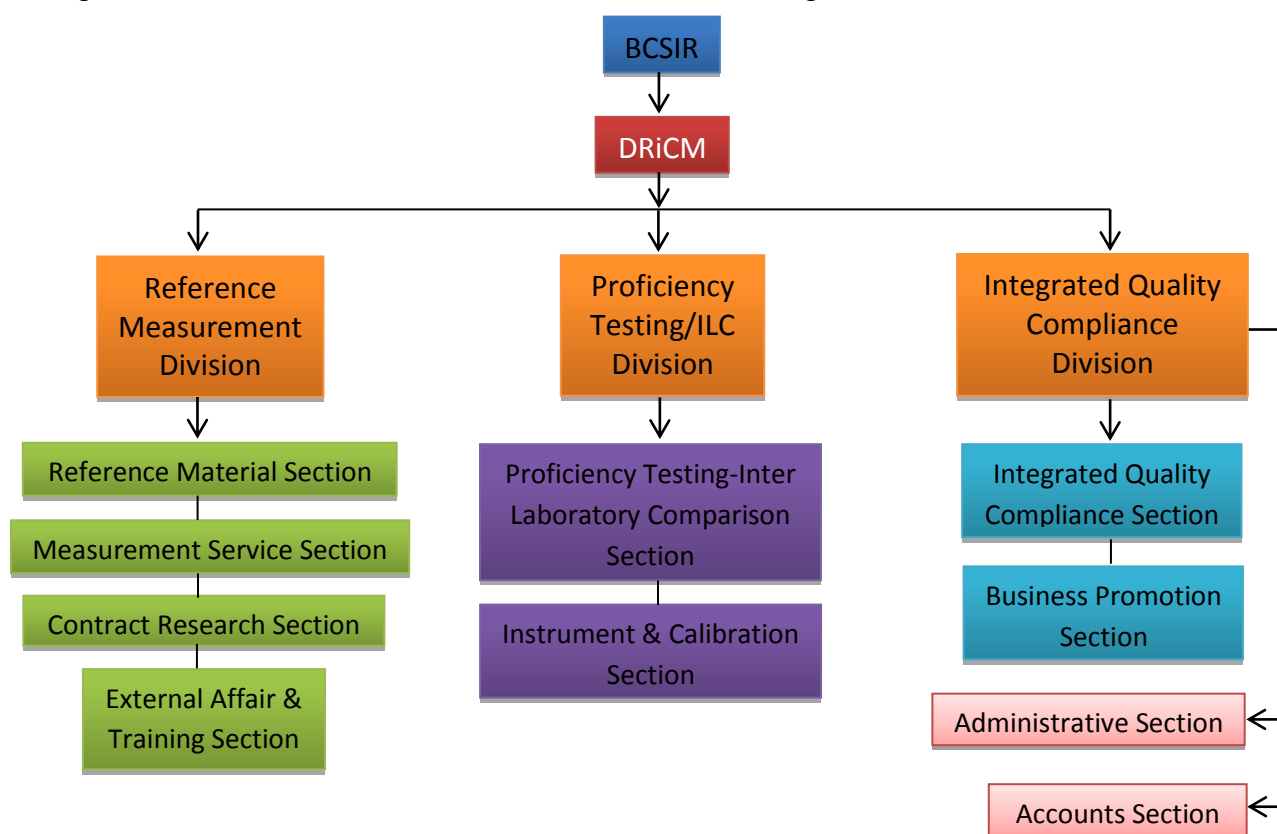 BCSIR
DRiCM
Reference
Measurement
Division
Proficiency
Testing/ILC
Division
Integrated Quality
Compliance
Division
Reference Material Section
Measurement Service Section
Contract Research Section
External Affair &
Training Section
Proficiency Testing-Inter
Laboratory Comparison
Section
Instrument & Calibration
Section
Integrated Quality
Compliance Section
Business Promotion
Section
Administrative Section
Accounts Section